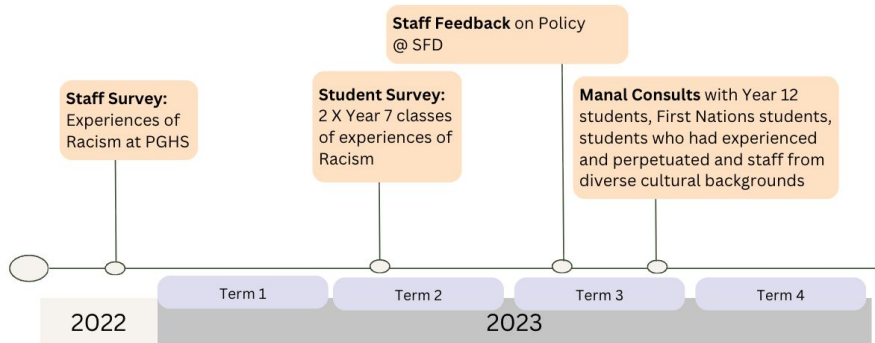 Staff Feedback on Policy
@ SFD
Staff Survey:
Experiences of
Racism at PGHS
Student Survey:
2 X Year 7 classes
of experiences of
Racism
Manal Consults with Year 12
students, First Nations students,
students who had experienced
and perpetuated and staff from
diverse cultural backgrounds
Term 1
Term 2
Term 3
Term 4
2022
2023